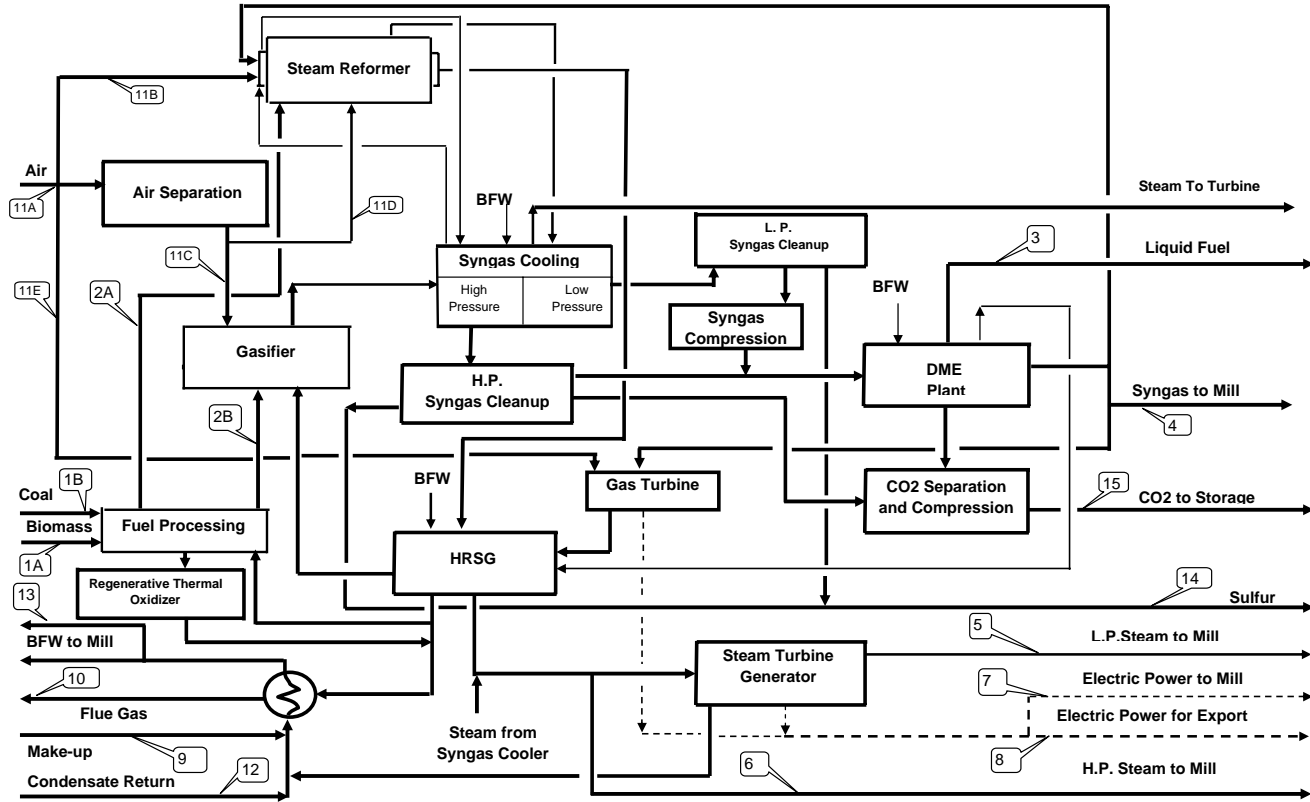 Steam Reformer
11B
Air
Air Separation
11A
11D
BFW
Steam To Turbine
L. P.
Syngas Cleanup
3
Liquid Fuel
11C
Syngas Cooling
High
Pressure
Low
Pressure
11E
2A
BFW
Gasifier
Syngas
Compression
DME
Plant
H.P.
Syngas Cleanup
Syngas to Mill
2B
4
BFW
Gas Turbine
CO2 Separation
and Compression
15
CO2 to Storage
1B
Coal
Biomass
Fuel Processing
1A
HRSG
Regenerative Thermal
Oxidizer
13
14
Sulfur
BFW to Mill
5
L.P.Steam to Mill
Steam Turbine
Generator
10
7
Electric Power to Mill
Flue Gas
Electric Power for Export
Steam from
Syngas Cooler
Make-up
9
8
6
H.P. Steam to Mill
Condensate Return
12